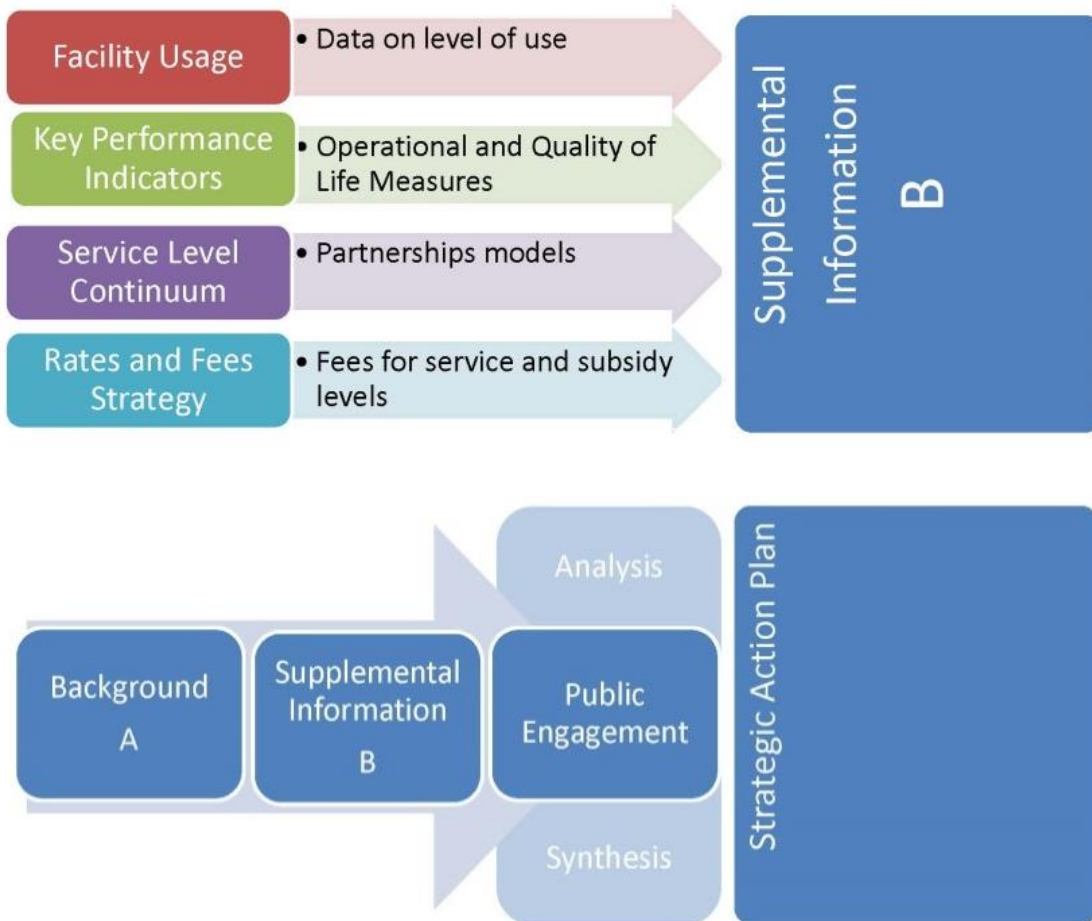 Facility Usage
• Data on level of use
Key Performance
Indicators
• Operational and Quality of
Life Measures
Service Level
Continuum
• Partnerships models
Rates and Fees
Strategy
• Fees for service and subsidy
levels
Supplemental
Information
B
Background
A
Supplemental
Information
B
Analysis
Public
Engagement
Synthesis
Strategic Action Plan